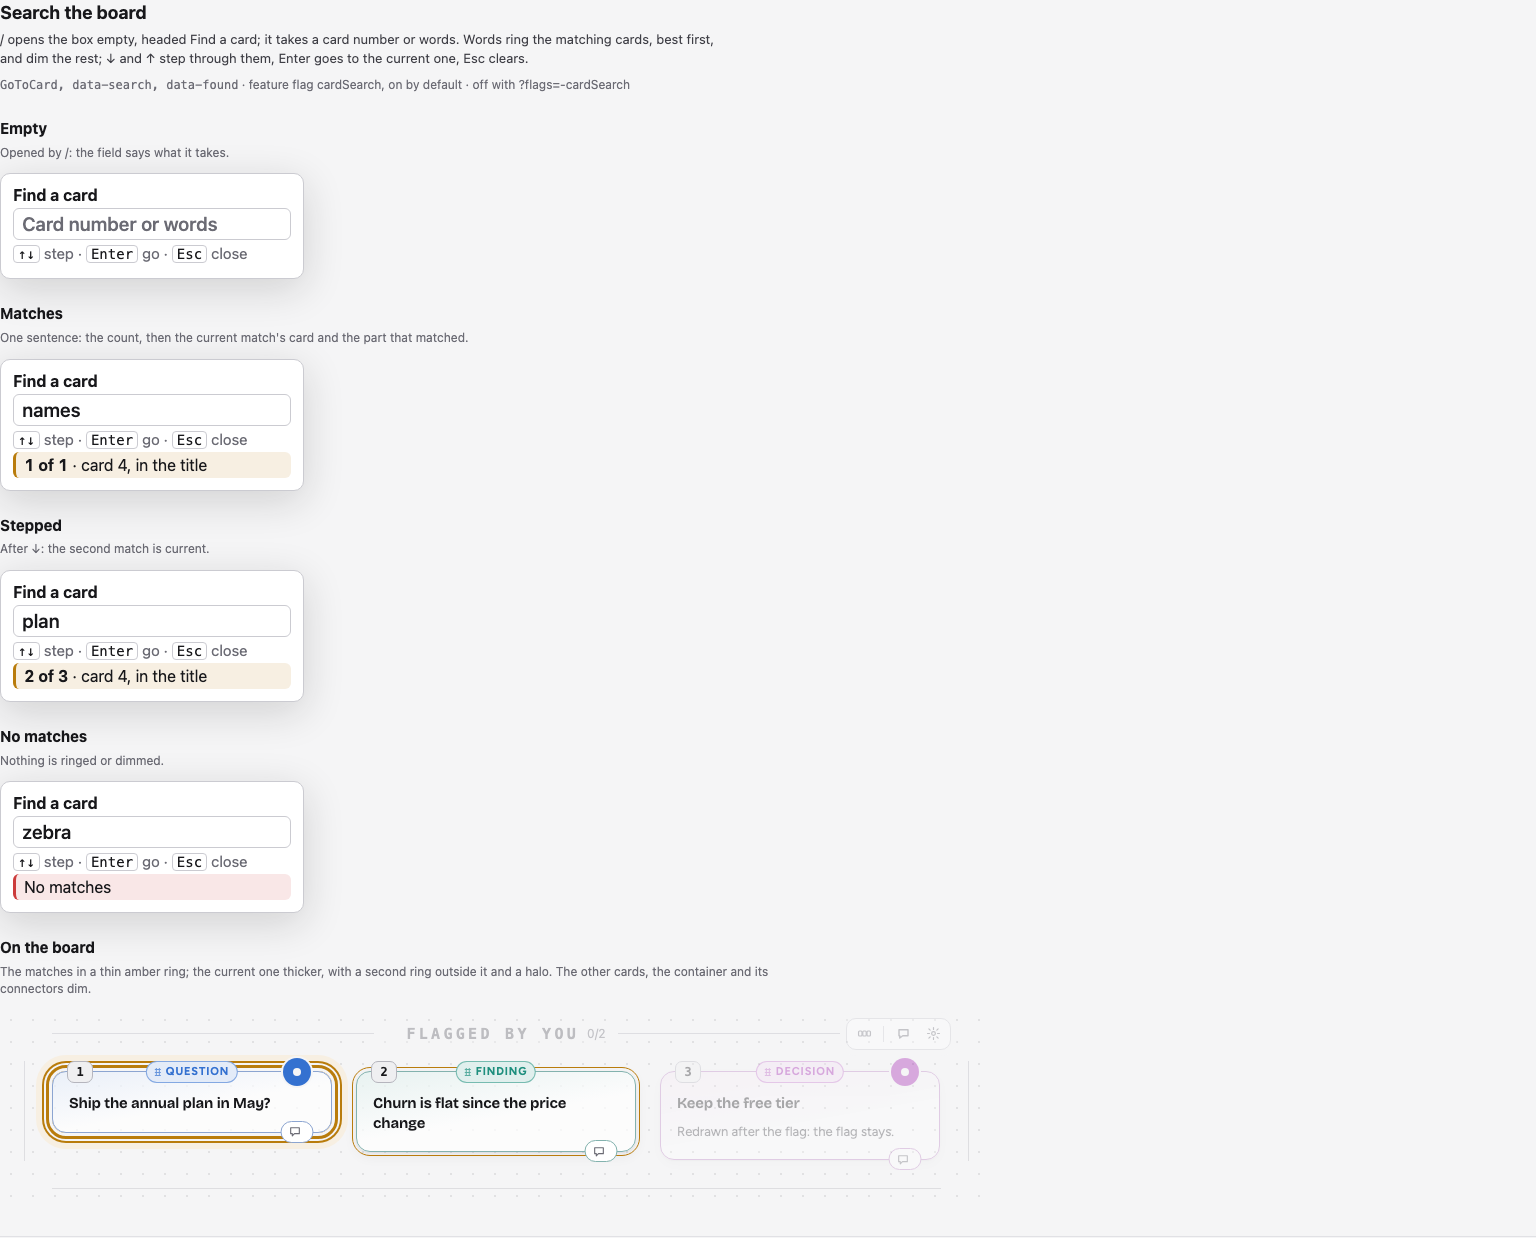 Search the board
/ opens the box empty, headed Find a card; it takes a card number or words. Words ring the matching cards, best first,
and dim the rest; ↓ and ↑ step through them, Enter goes to the current one, Esc clears.
GoToCard, data-search, data-found · feature flag cardSearch, on by default · off with ?flags=-cardSearch
Empty
Opened by /: the field says what it takes.
Find a card
Card number or words
↑↓ step · Enter go · Esc close
Matches
One sentence: the count, then the current match's card and the part that matched.
Find a card
names
↑↓ step · Enter go · Esc close
1 of 1 · card 4, in the title
Stepped
After ↓: the second match is current.
Find a card
plan
↑↓ step · Enter go · Esc close
2 of 3 · card 4, in the title
No matches
Nothing is ringed or dimmed.
Find a card
zebra
↑↓ step · Enter go · Esc close
No matches
On the board
The matches in a thin amber ring; the current one thicker, with a second ring outside it and a halo. The other cards, the container and its
connectors dim.
FLAGGED BY YOU 0/2
1 QUESTION
Ship the annual plan in May?
2 FINDING
Churn is flat since the price
change
3 DECISION
Keep the free tier
Redrawn after the flag: the flag stays.